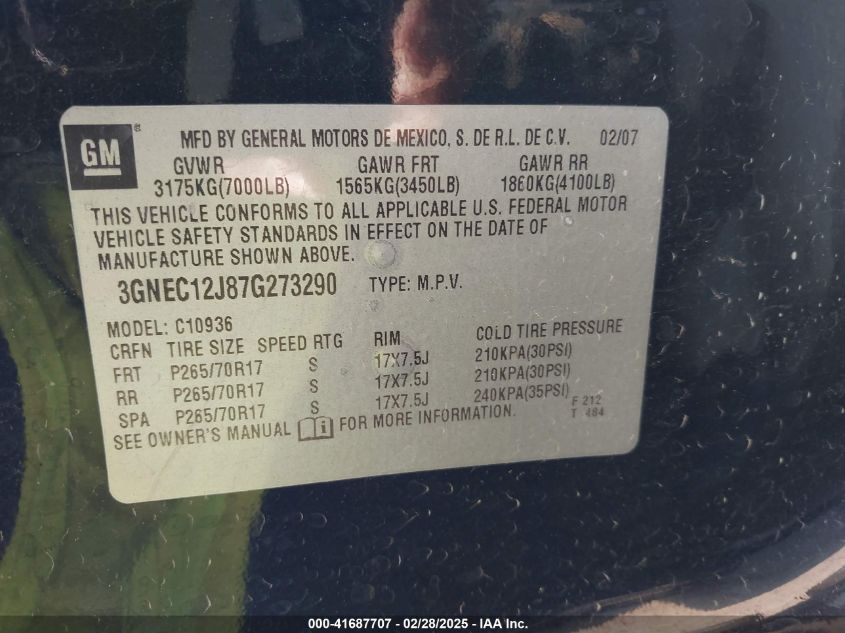 GM ®
MFD BY GENERAL MOTORS DE MEXICO, S. DE R.L. DE C.V. 02/07
GVWR GAWR FRT GAWR RR
3175KG(7000LB) 1565KG(3450LB) 1860KG(4100LB)
THIS VEHICLE CONFORMS TO ALL APPLICABLE U.S. FEDERAL MOTOR
VEHICLE SAFETY STANDARDS IN EFFECT ON THE DATE OF
MANUFACTURE SHOWN ABOVE.
3GNEC12J87G273290 TYPE: M.P.V.
MODEL: C10936
CRFN TIRE SIZE SPEED RTG RIM COLD TIRE PRESSURE
FRT P265/70R17 S 17X7.5J 210KPA(30PSI)
RR P265/70R17 S 17X7.5J 210KPA(30PSI)
SPA P265/70R17 S 17X7.5J 240KPA(35PSI)
F 212
T 484
SEE OWNER'S MANUAL i FOR MORE INFORMATION.
000-41687707 - 02/28/2025 - IAA Inc.